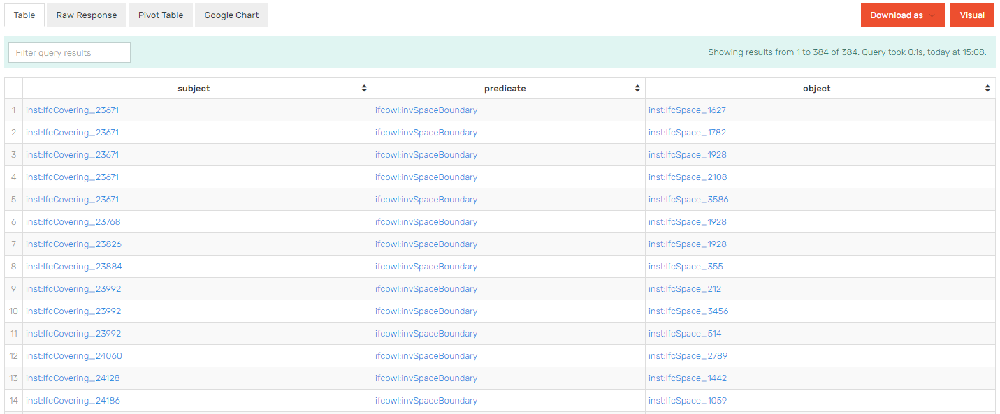 Table Raw Response Pivot Table Google Chart Download as Visual
Filter query results Showing results from 1 to 384 of 384. Query took 0.1s, today at 15:08.
subject predicate object
1 inst:IfcCovering_23671 ifcowl:invSpaceBoundary inst:IfcSpace_1627
2 inst:IfcCovering_23671 ifcowl:invSpaceBoundary inst:IfcSpace_1782
3 inst:IfcCovering_23671 ifcowl:invSpaceBoundary inst:IfcSpace_1928
4 inst:IfcCovering_23671 ifcowl:invSpaceBoundary inst:IfcSpace_2108
5 inst:IfcCovering_23671 ifcowl:invSpaceBoundary inst:IfcSpace_3586
6 inst:IfcCovering_23768 ifcowl:invSpaceBoundary inst:IfcSpace_1928
7 inst:IfcCovering_23826 ifcowl:invSpaceBoundary inst:IfcSpace_1928
8 inst:IfcCovering_23884 ifcowl:invSpaceBoundary inst:IfcSpace_355
9 inst:IfcCovering_23992 ifcowl:invSpaceBoundary inst:IfcSpace_212
10 inst:IfcCovering_23992 ifcowl:invSpaceBoundary inst:IfcSpace_3456
11 inst:IfcCovering_23992 ifcowl:invSpaceBoundary inst:IfcSpace_514
12 inst:IfcCovering_24060 ifcowl:invSpaceBoundary inst:IfcSpace_2789
13 inst:IfcCovering_24128 ifcowl:invSpaceBoundary inst:IfcSpace_1442
14 inst:IfcCovering_24186 ifcowl:invSpaceBoundary inst:IfcSpace_1059